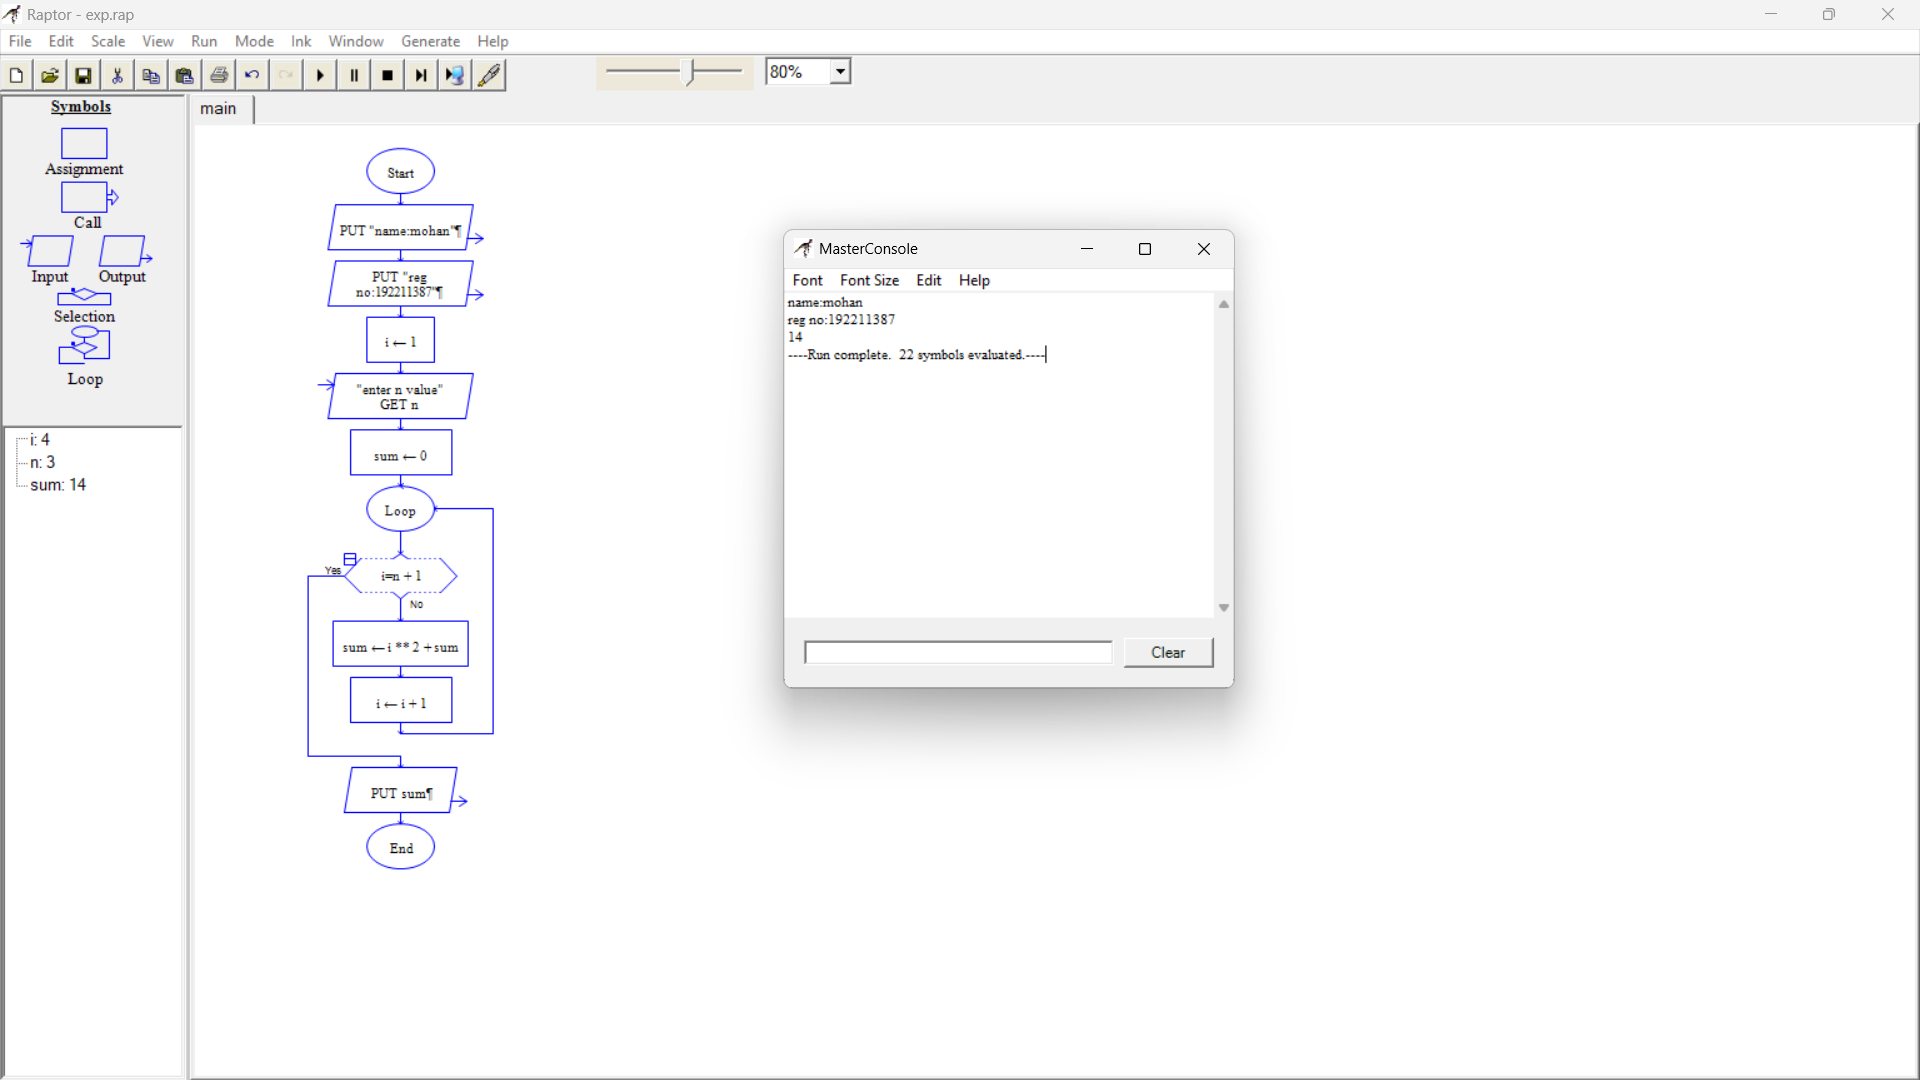 Raptor - exp.rap
File Edit Scale View Run Mode Ink Window Generate Help
80%
Symbols
Assignment
Call
Input Output
Selection
Loop
i: 4
n: 3
sum: 14
main
Start
PUT "name:mohan"¶
PUT "reg
no:192211387"¶
i ← 1
"enter n value"
GET n
sum ← 0
Loop
Yes
i=n + 1
No
sum ← i ** 2 + sum
i ← i + 1
PUT sum¶
End
MasterConsole
Font Font Size Edit Help
name:mohan
reg no:192211387
14
----Run complete.  22 symbols evaluated.----
Clear